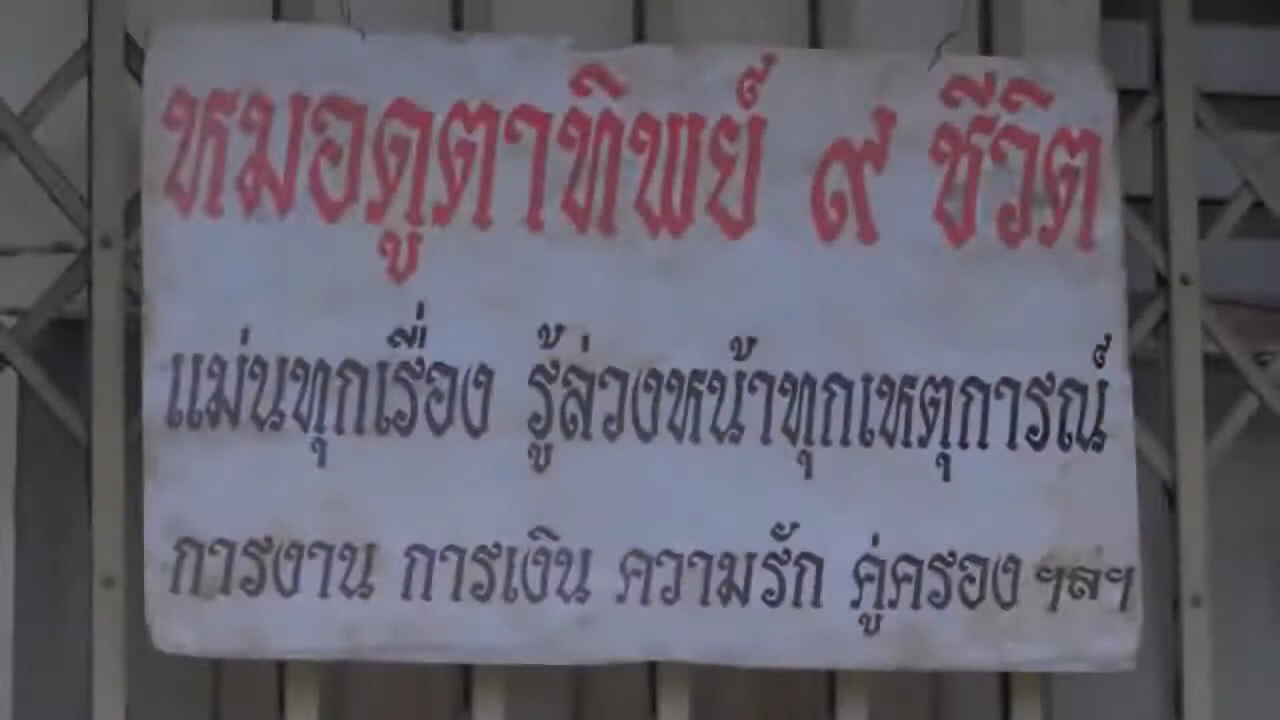 หมอดูตาทิพย์ ๙ ชีวิต
แม่นทุกเรื่อง รู้ล่วงหน้าทุกเหตุการณ์
การงาน การเงิน ความรัก คู่ครอง ฯลฯ